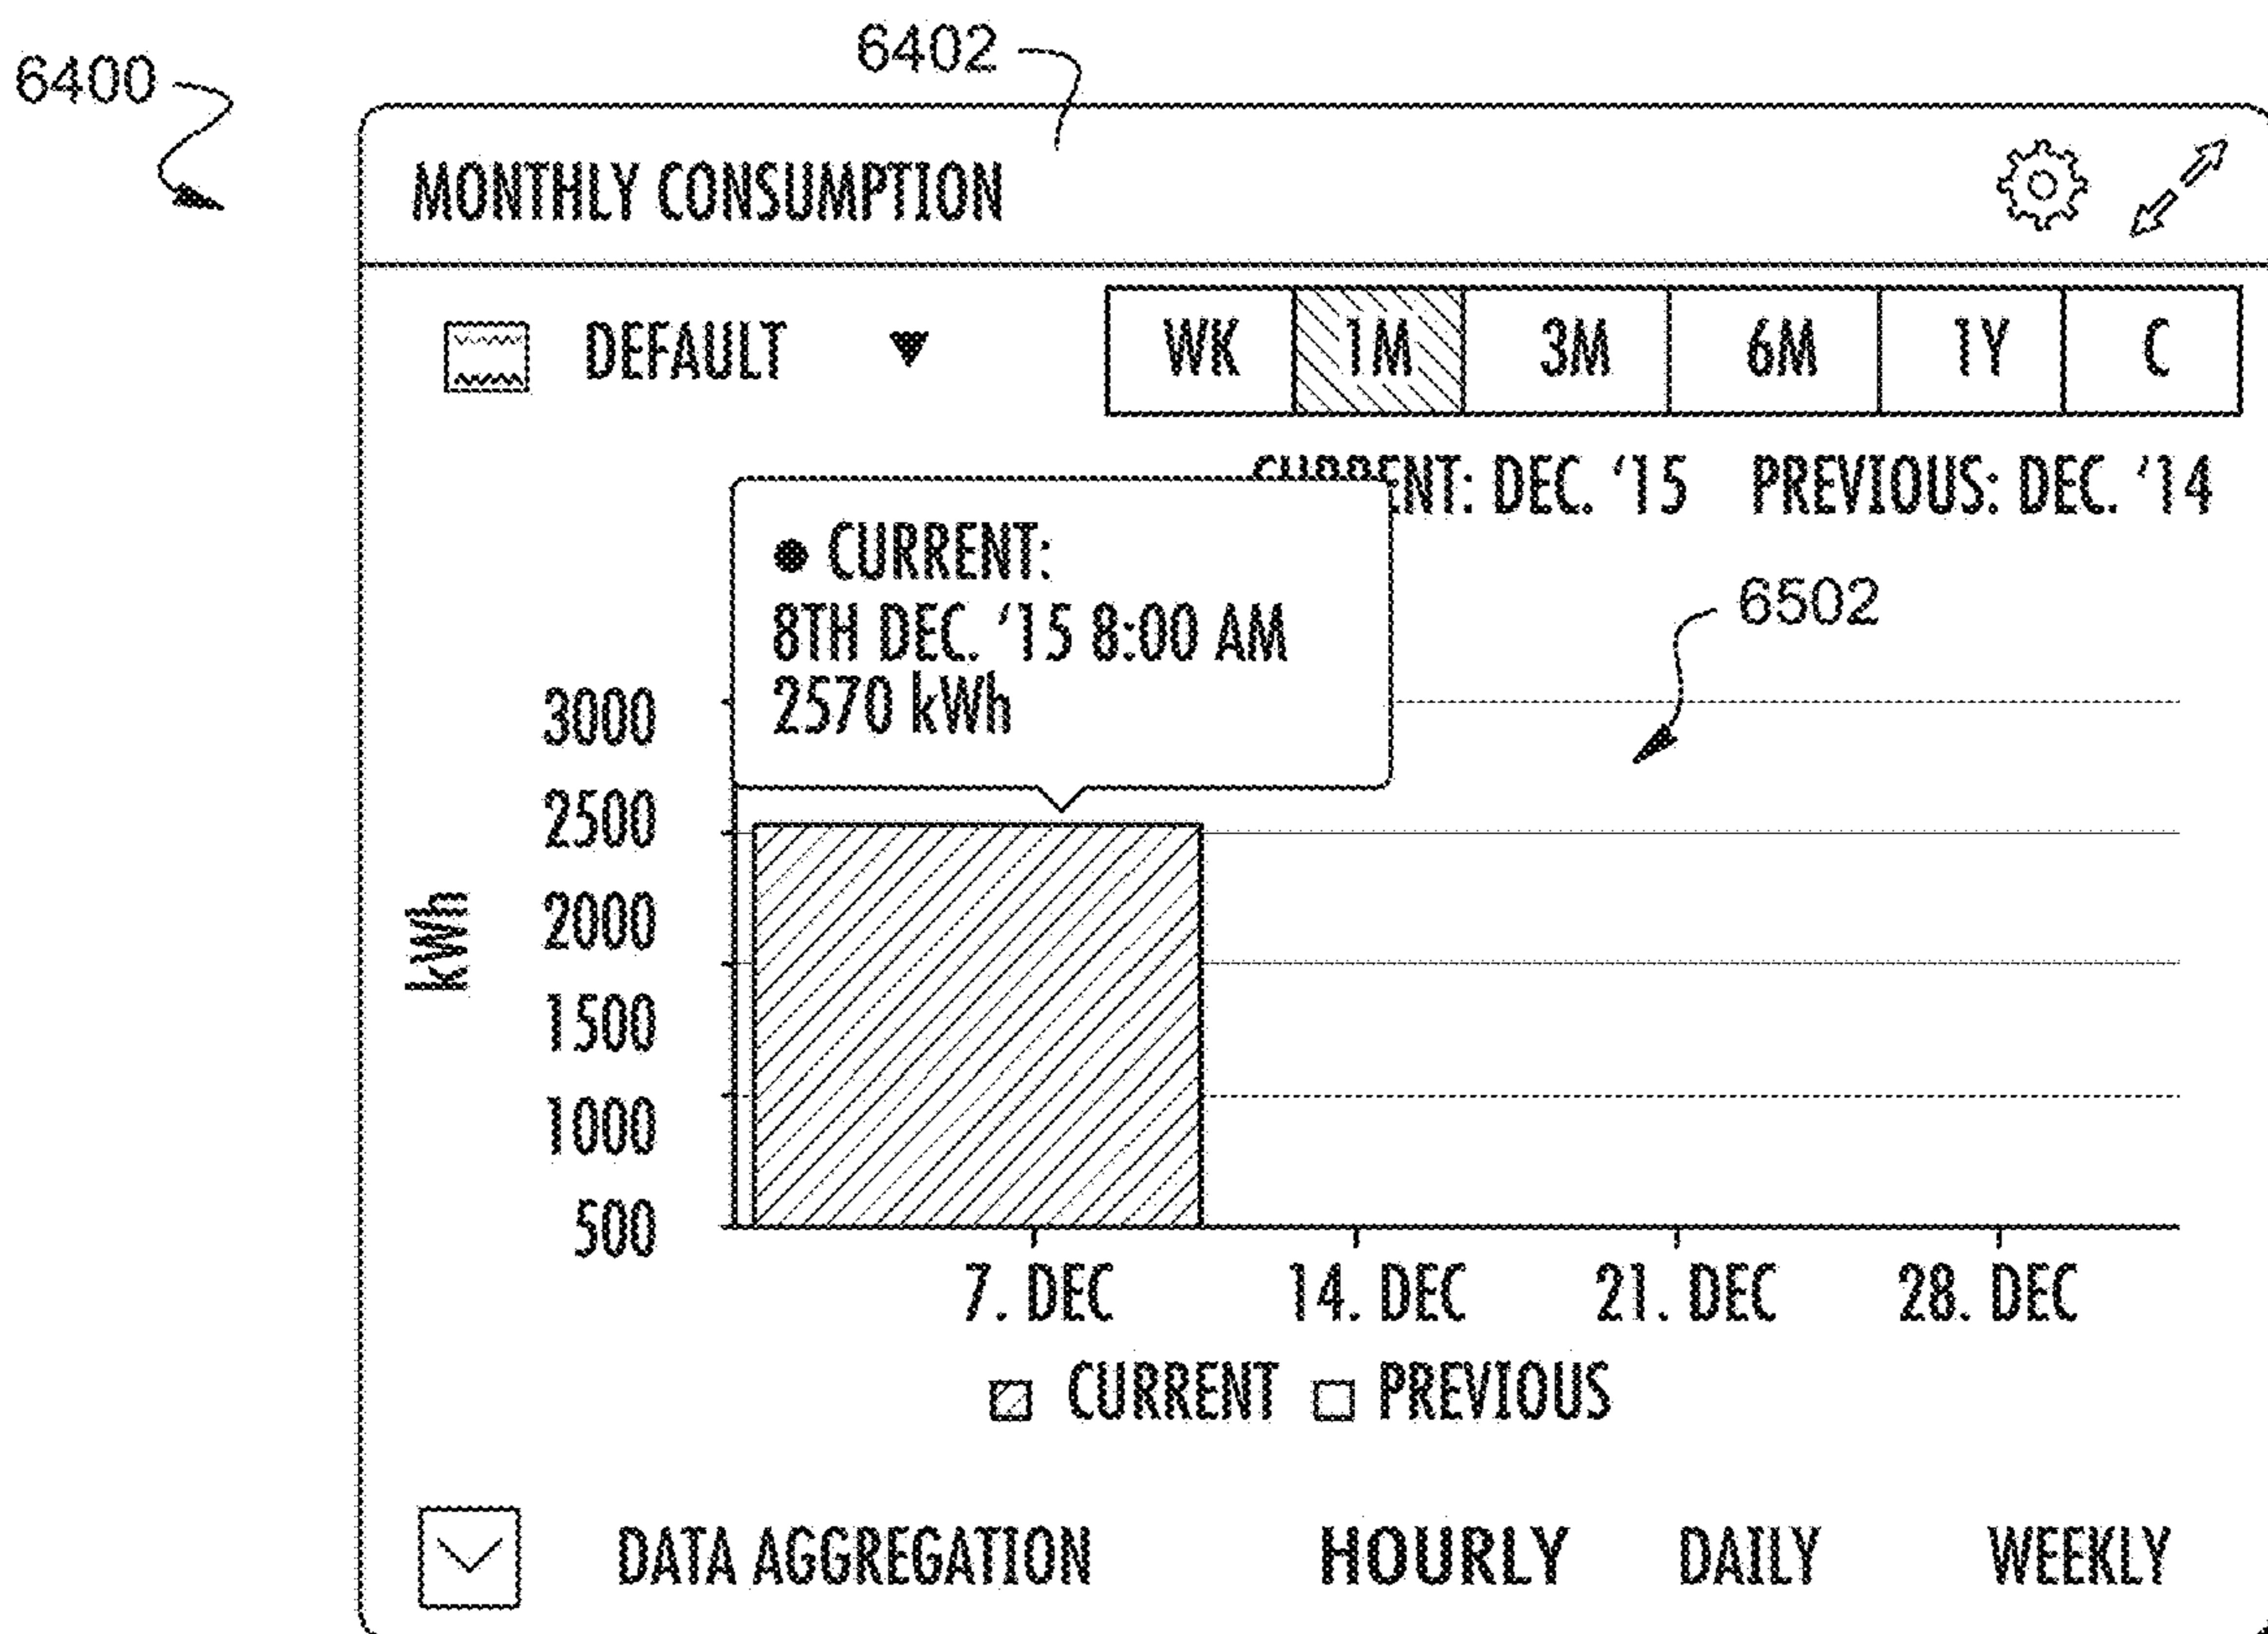 6400
6402
MONTHLY CONSUMPTION
DEFAULT
WK 1M 3M 6M 1Y C
CURRENT: DEC. ‘15 PREVIOUS: DEC. ‘14
CURRENT:
8TH DEC. ‘15 8:00 AM
2570 kWh
6502
3000
2500
2000
1500
1000
500
kWh
7. DEC 14. DEC 21. DEC 28. DEC
CURRENT PREVIOUS
DATA AGGREGATION HOURLY DAILY WEEKLY